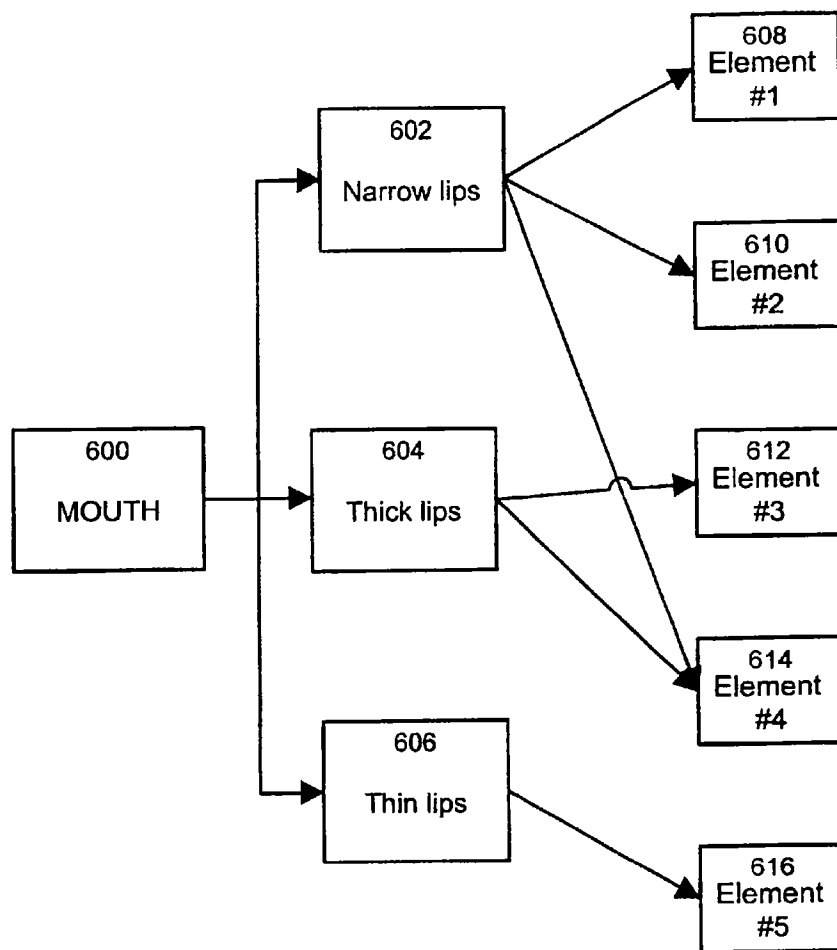 608
Element
#1
602
Narrow lips
610
Element
#2
600
MOUTH
604
Thick lips
612
Element
#3
614
Element
#4
606
Thin lips
616
Element
#5